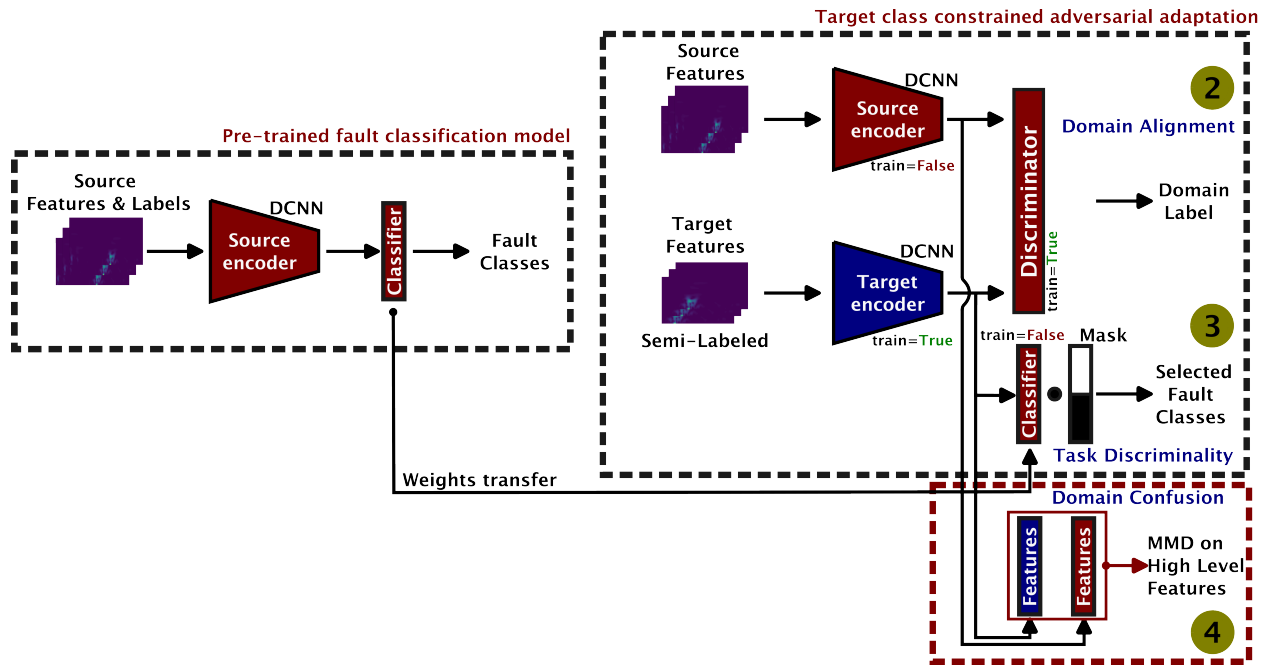 Target class constrained adversarial adaptation
Pre-trained fault classification model
Source
Features & Labels
DCNN
Source
encoder
Classifier
Fault
Classes
Weights transfer
Source
Features
DCNN
Source
encoder
train=False
Target
Features
Semi-Labeled
DCNN
Target
encoder
train=True
Discriminator
train=True
2
Domain Alignment
Domain
Label
3
train=False
Mask
Classifier
Selected
Fault
Classes
Task Discriminality
Domain Confusion
Features
Features
MMD on
High Level
Features
4